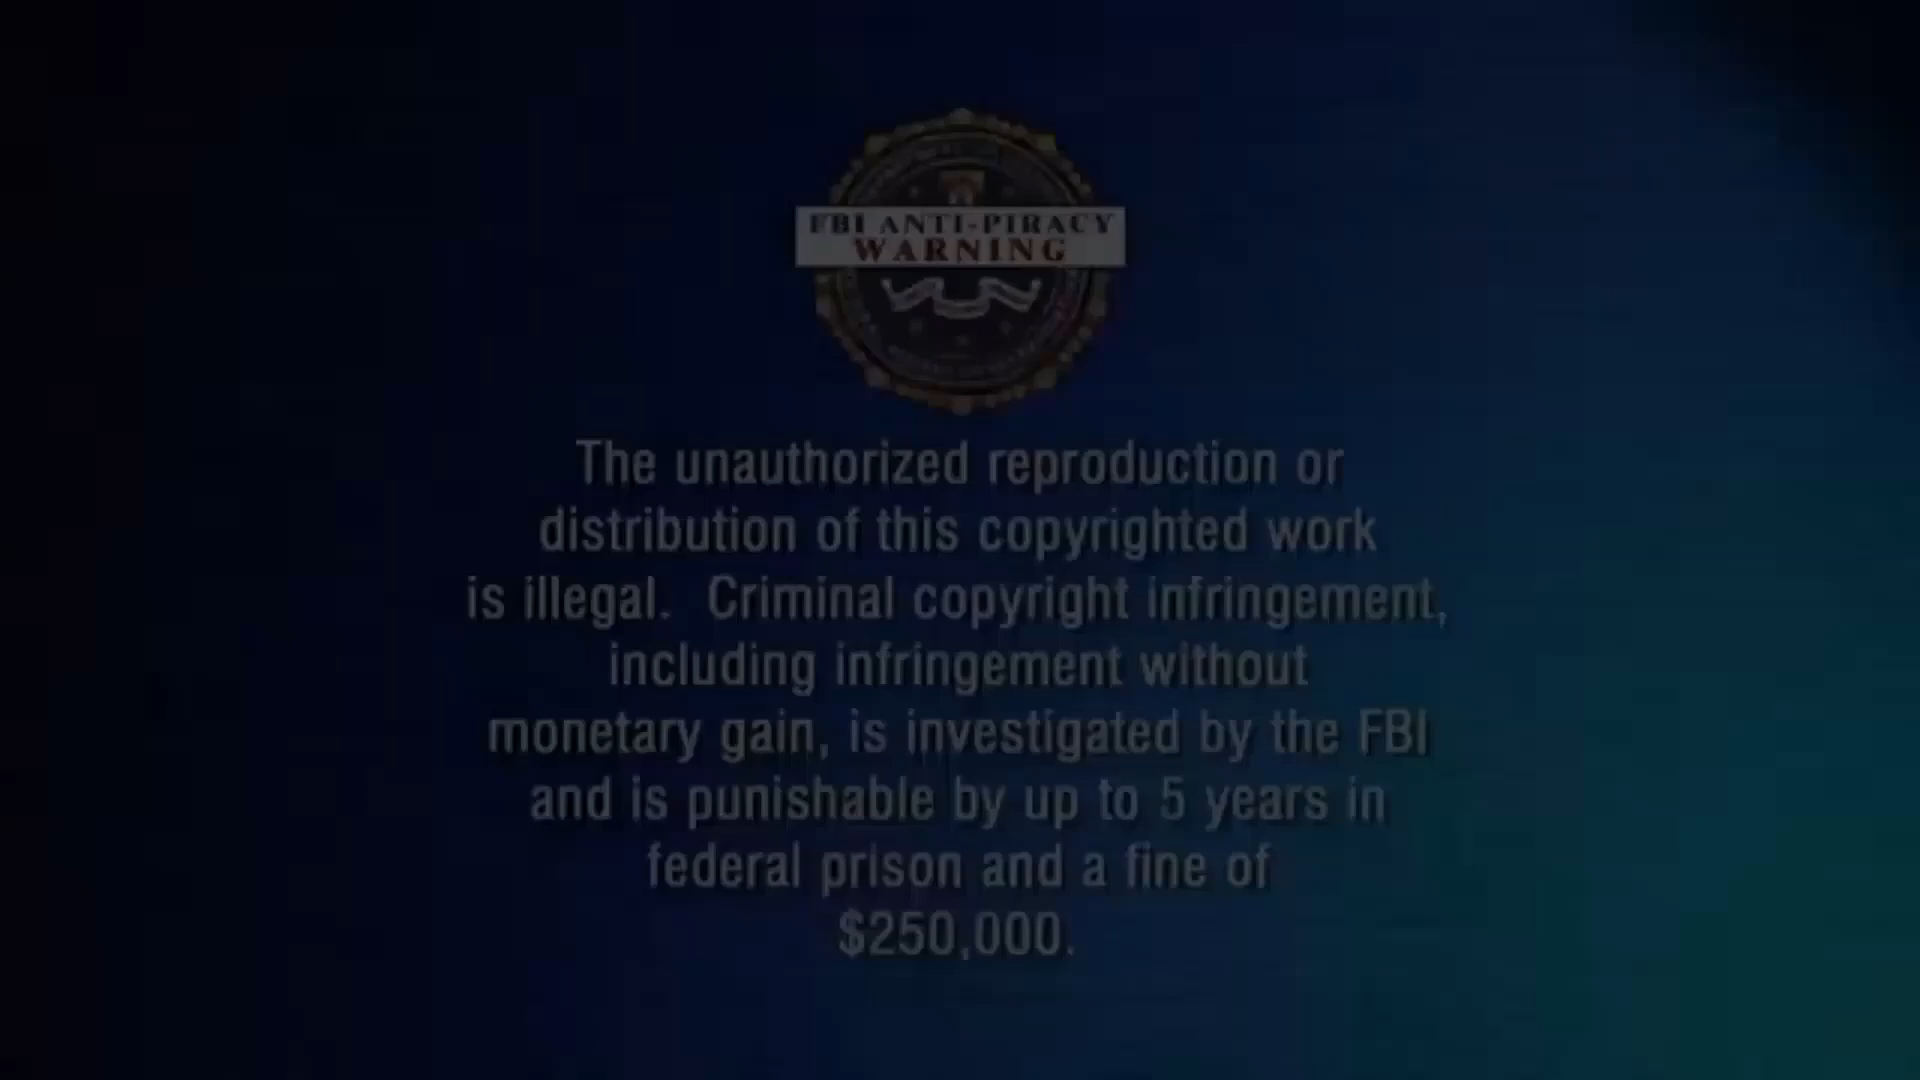 FBI ANTI-PIRACY
WARNING
The unauthorized reproduction or
distribution of this copyrighted work
is illegal. Criminal copyright infringement,
including infringement without
monetary gain, is investigated by the FBI
and is punishable by up to 5 years in
federal prison and a fine of
$250,000.